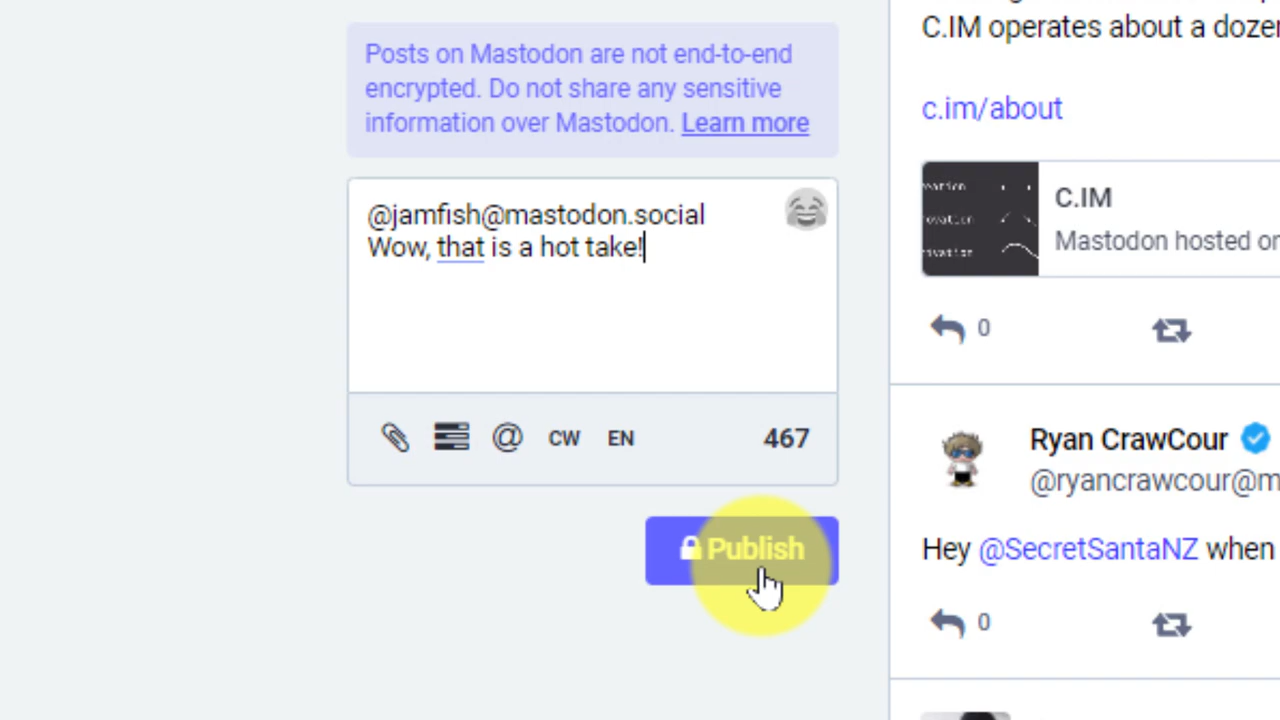 Posts on Mastodon are not end-to-end
encrypted. Do not share any sensitive
information over Mastodon. Learn more
@jamfish@mastodon.social
Wow, that is a hot take!
CW EN 467
Publish
C.IM operates about a dozen
c.im/about
C.IM
Mastodon hosted on
0
Ryan CrawCour
@ryancrawcour@m
Hey @SecretSantaNZ when
0